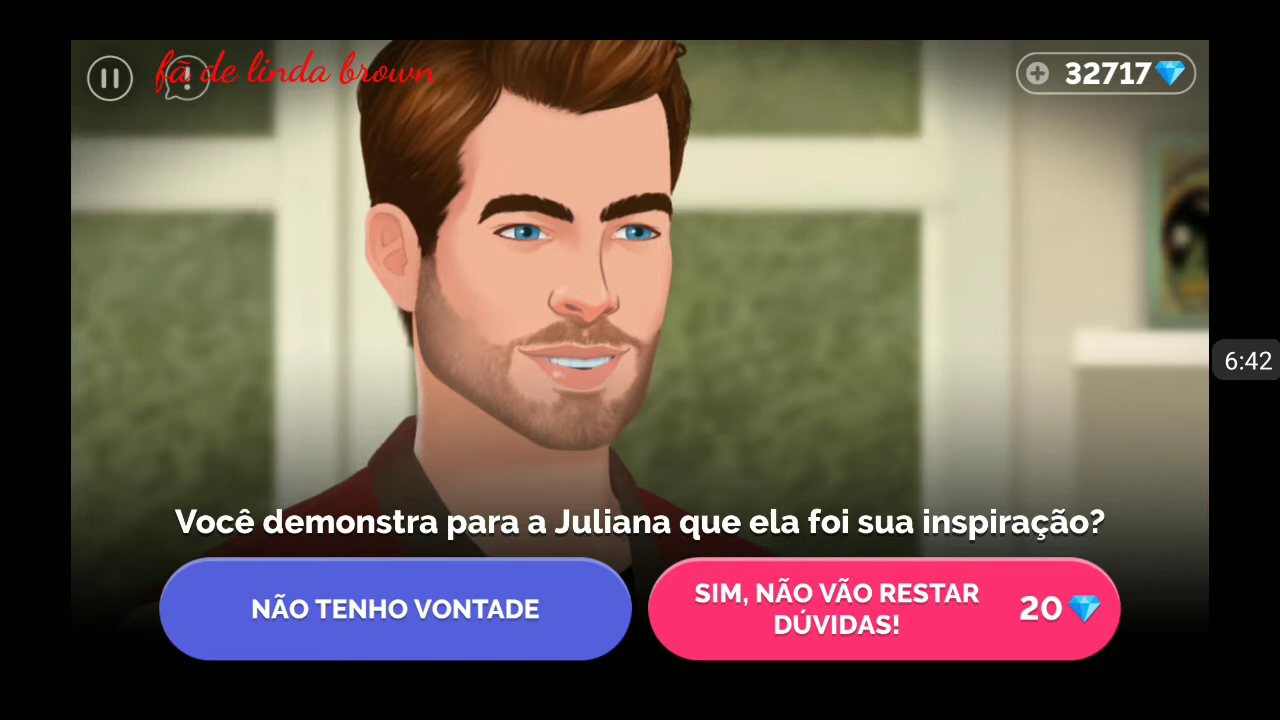 fã de linda brown
32717
6:42
Você demonstra para a Juliana que ela foi sua inspiração?
NÃO TENHO VONTADE
SIM, NÃO VÃO RESTAR
DÚVIDAS!
20